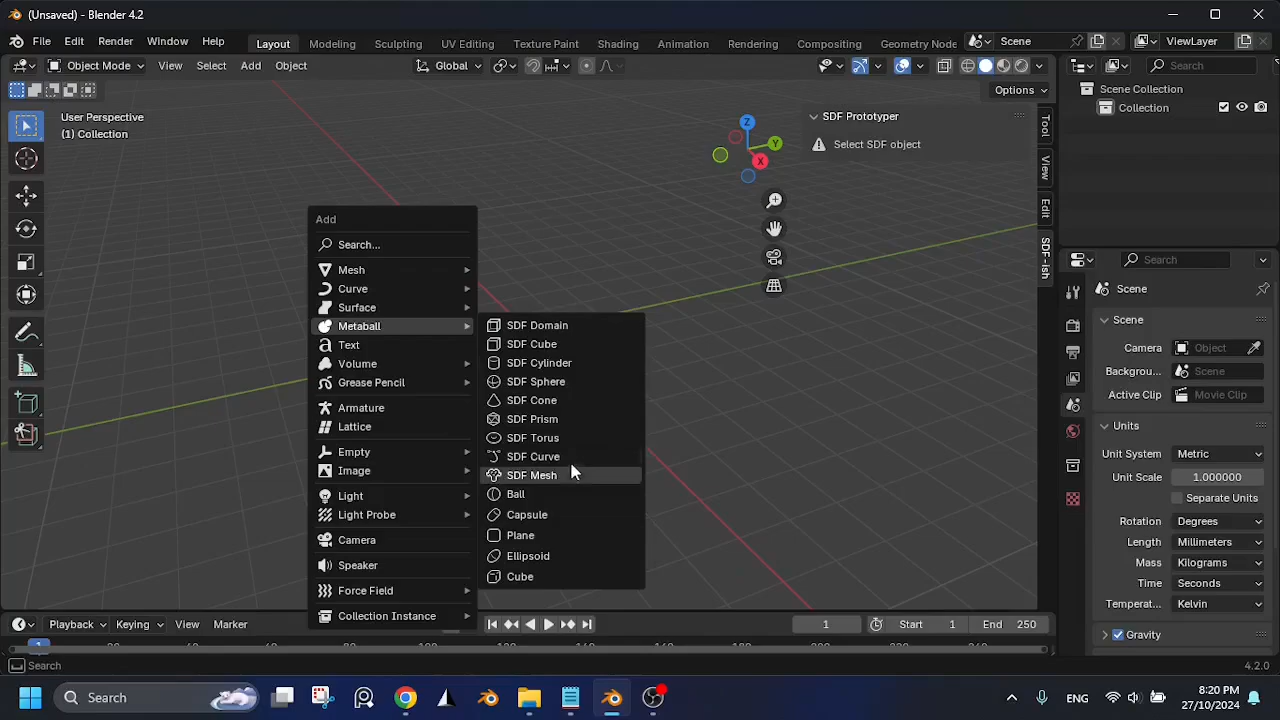 (Unsaved) - Blender 4.2
File Edit Render Window Help
Layout Modeling Sculpting UV Editing Texture Paint Shading Animation Rendering Compositing Geometry Node
Scene
ViewLayer
Object Mode View Select Add Object
Global
Search
Options
User Perspective
(1) Collection
SDF Prototyper
Select SDF object
Z
Y
X
Tool
View
Edit
SDF-ish
Scene Collection
Collection
Add
Search...
Mesh
Curve
Surface
Metaball
Text
Volume
Grease Pencil
Armature
Lattice
Empty
Image
Light
Light Probe
Camera
Speaker
Force Field
Collection Instance
SDF Domain
SDF Cube
SDF Cylinder
SDF Sphere
SDF Cone
SDF Prism
SDF Torus
SDF Curve
SDF Mesh
Ball
Capsule
Plane
Ellipsoid
Cube
Search
Scene
Scene
Camera Object
Backgrou... Scene
Active Clip Movie Clip
Units
Unit System Metric
Unit Scale 1.000000
Separate Units
Rotation Degrees
Length Millimeters
Mass Kilograms
Time Seconds
Temperat... Kelvin
Gravity
Playback Keying View Marker
1 Start 1 End 250
1
Search
4.2.0
Search
ENG
8:20 PM
27/10/2024